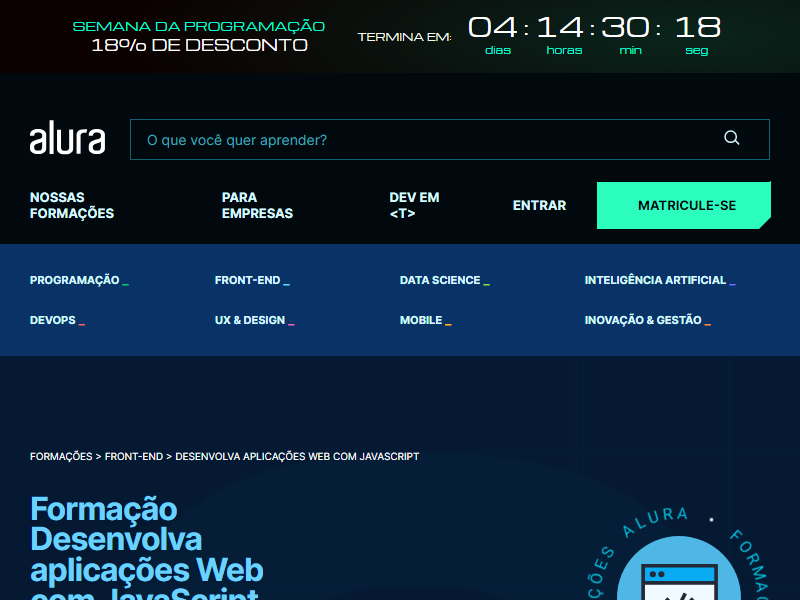 SEMANA DA PROGRAMAÇÃO
18% DE DESCONTO
TERMINA EM:
04 : 14 : 30 : 18
dias horas min seg
alura
O que você quer aprender?
NOSSAS FORMAÇÕES
PARA EMPRESAS
DEV EM <T>
ENTRAR
MATRICULE-SE
PROGRAMAÇÃO _
FRONT-END _
DATA SCIENCE _
INTELIGÊNCIA ARTIFICIAL _
DEVOPS _
UX & DESIGN _
MOBILE _
INOVAÇÃO & GESTÃO _
FORMAÇÕES > FRONT-END > DESENVOLVA APLICAÇÕES WEB COM JAVASCRIPT
Formação
Desenvolva
aplicações Web
com JavaScript
ÇÕES ALURA • FORMAÇ